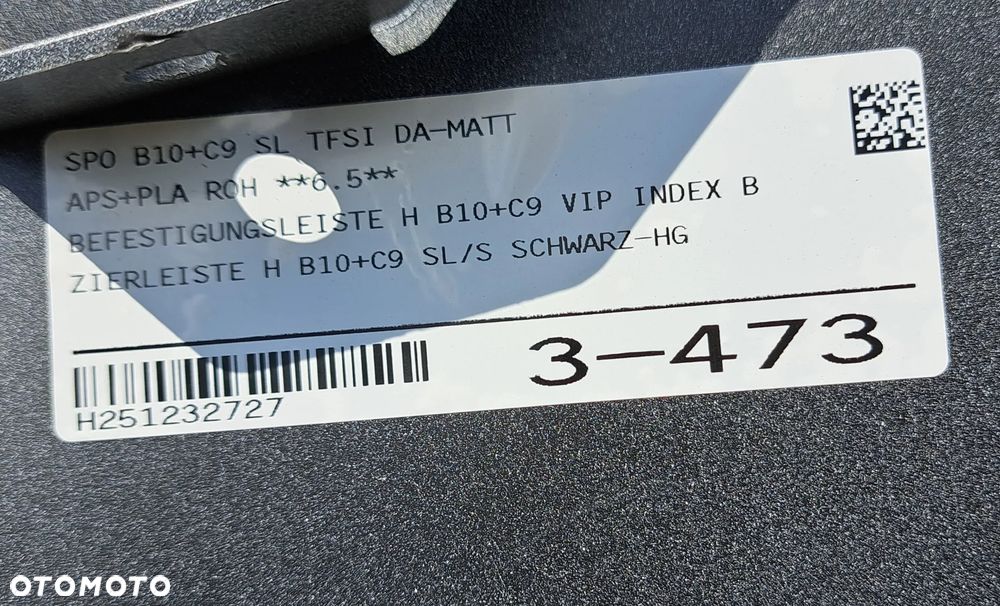 SPO B10+C9 SL TFSI DA-MATT
APS+PLA ROH **6.5**
BEFESTIGUNGSLEISTE H B10+C9 VIP INDEX B
ZIERLEISTE H B10+C9 SL/S SCHWARZ-HG
3-473
H251232727
OTOMOTO